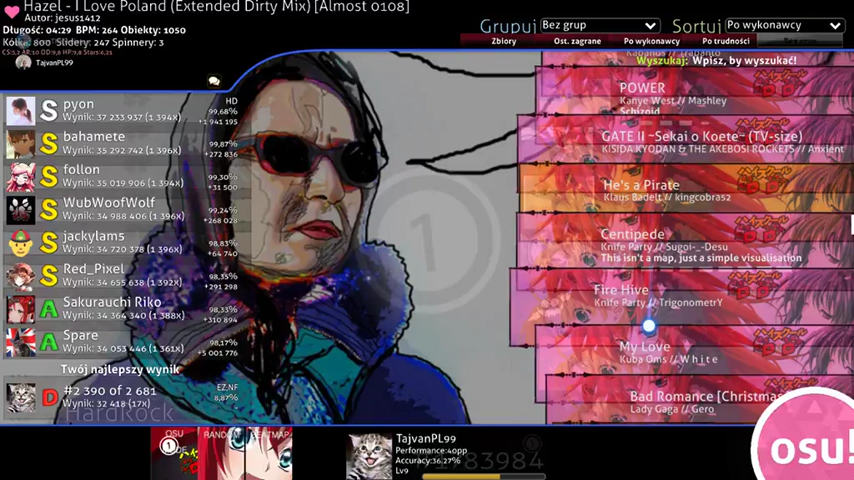 Hazel - I Love Poland (Extended Dirty Mix) [Almost 0108]
Autor: jesus1412
Długość: 04:29 BPM: 264 Obiekty: 1050
Kółka: 800 Slidery: 247 Spinnery: 3
TajvanPL99
Grupuj
Bez grup
Sortuj
Po wykonawcy
Zbiory
Ost. zagrane
Po wykonawcy
Po trudności
Wyszukaj: Wpisz, by wyszukać!
S pyon
Wynik: 37 233 937 (1 394x)
HD
99,68%
+1 941 195
S bahamete
Wynik: 35 292 742 (1 396x)
99,87%
+272 836
S follon
Wynik: 35 019 906 (1 394x)
99,30%
+31 500
S WubWoofWolf
Wynik: 34 988 406 (1 396x)
99,24%
+268 028
S jackylam5
Wynik: 34 720 378 (1 396x)
98,83%
+64 740
S Red_Pixel
Wynik: 34 655 638 (1 392x)
98,35%
+291 298
A Sakurauchi Riko
Wynik: 34 364 340 (1 388x)
98,33%
+310 894
A Spare
Wynik: 34 053 446 (1 361x)
98,17%
+5 001 776
Twój najlepszy wynik
D #2 390 of 2 681
Wynik: 32 418 (17x)
EZ,NF
8,87%
HardRock
1
POWER
Kanye West // Mashley
Schizoid
GATE II ~Sekai o Koete~ (TV-size)
KISIDA KYODAN & THE AKEBOSI ROCKETS // Anxient
He's a Pirate
Klaus Badelt // kingcobras2
Centipede
Knife Party // Sugoi-_-Desu
This isn't a map, just a simple visualisation
Fire Hive
Knife Party // TrigonometrY
My Love
Kuba Oms // W h i t e
Bad Romance [Christmas
Lady Gaga // Gero
OSU
RANDOM
BEATMAP
TajvanPL99
Performance:40pp
Accuracy:36.27%
Lv9
osu!